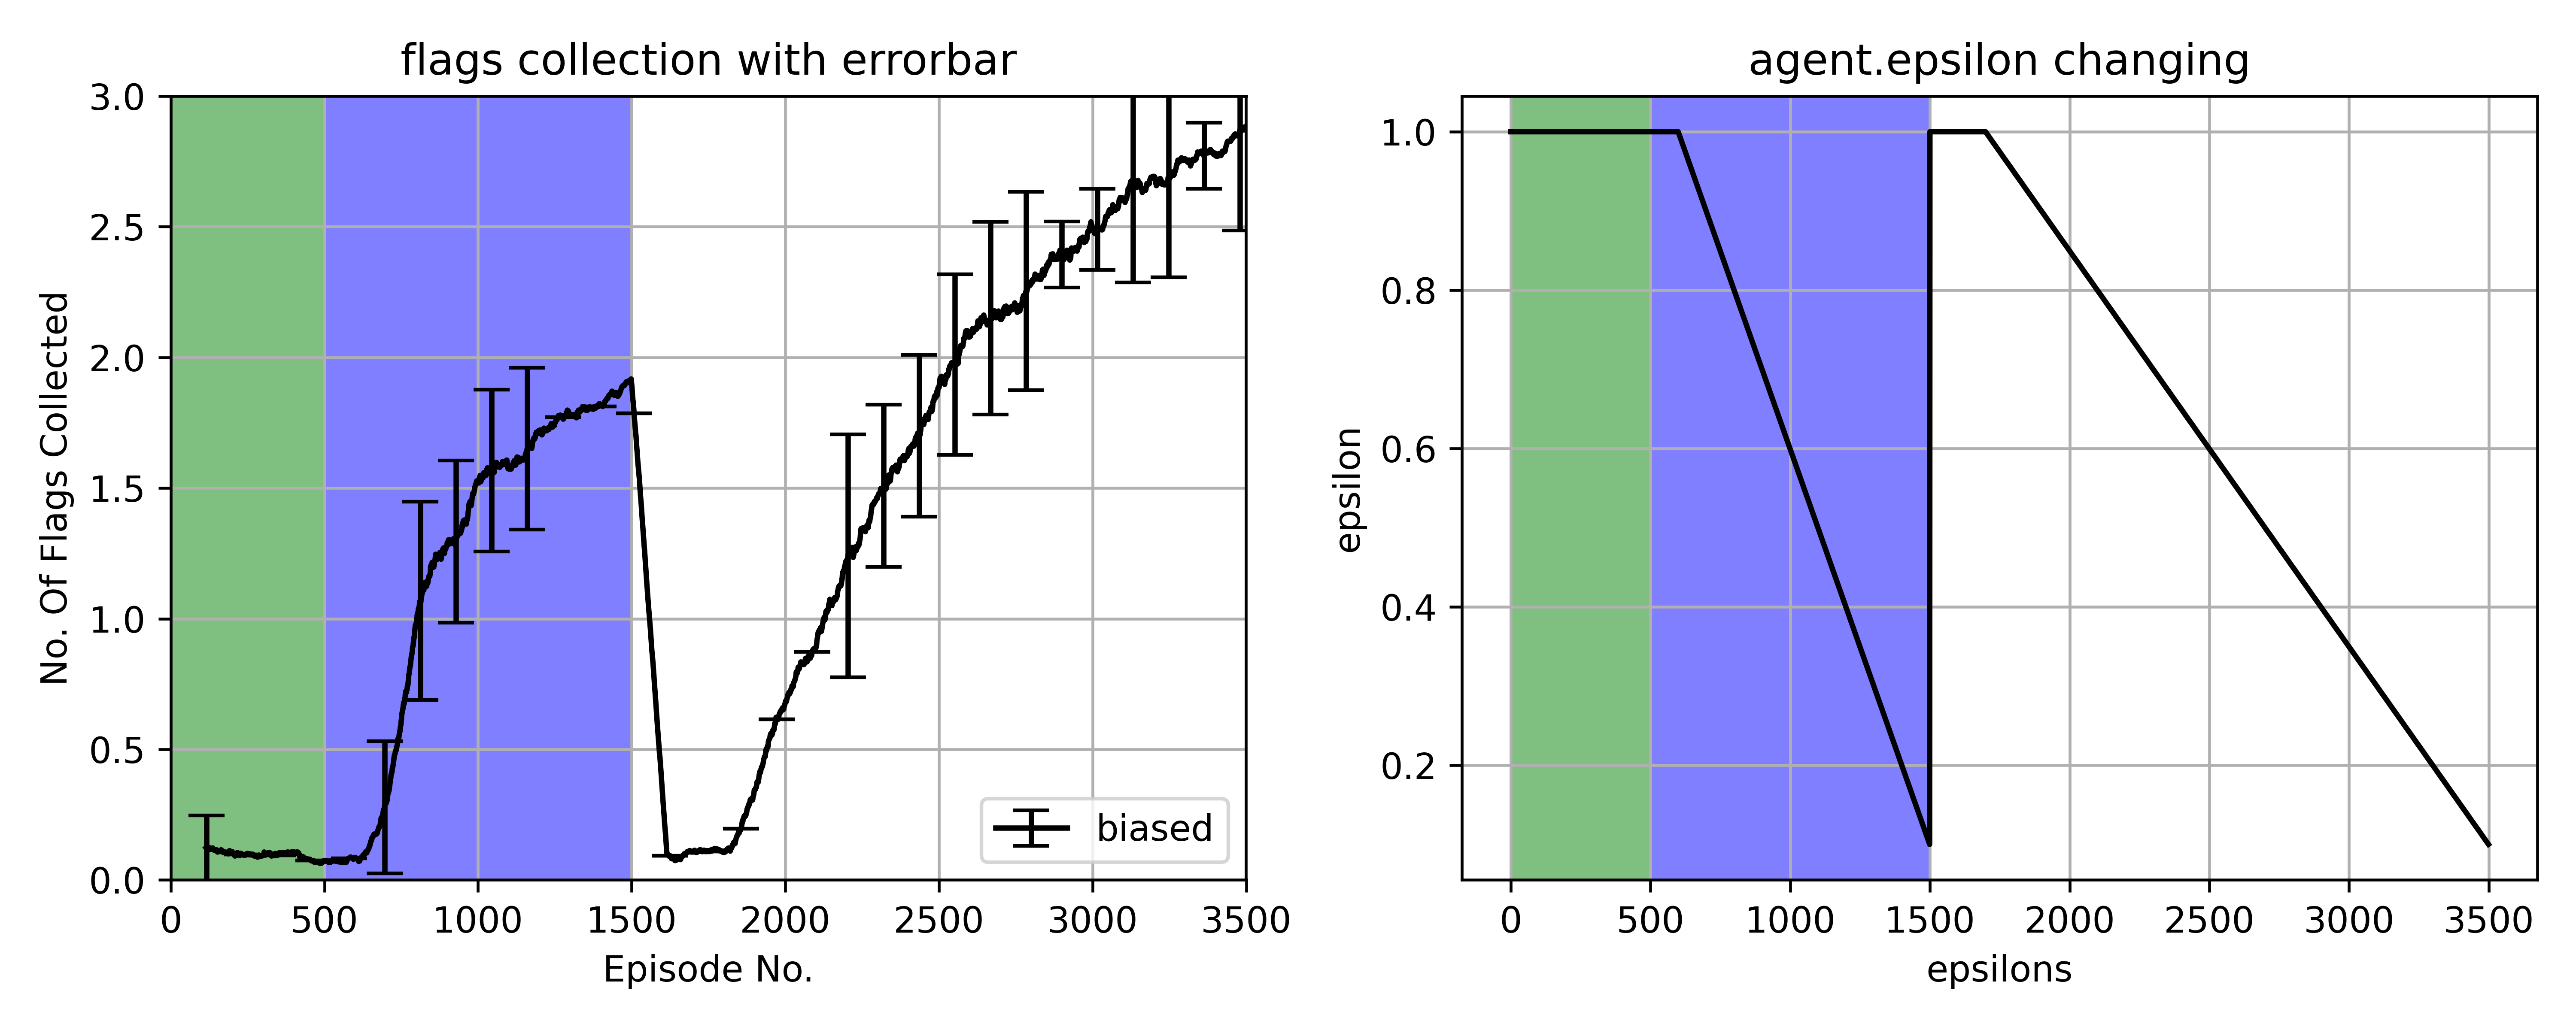 flags collection with errorbar
3.0
2.5
2.0
1.5
1.0
0.5
0.0
No. Of Flags Collected
0 500 1000 1500 2000 2500 3000 3500
Episode No.
biased
agent.epsilon changing
1.0
0.8
0.6
0.4
0.2
epsilon
0 500 1000 1500 2000 2500 3000 3500
epsilons